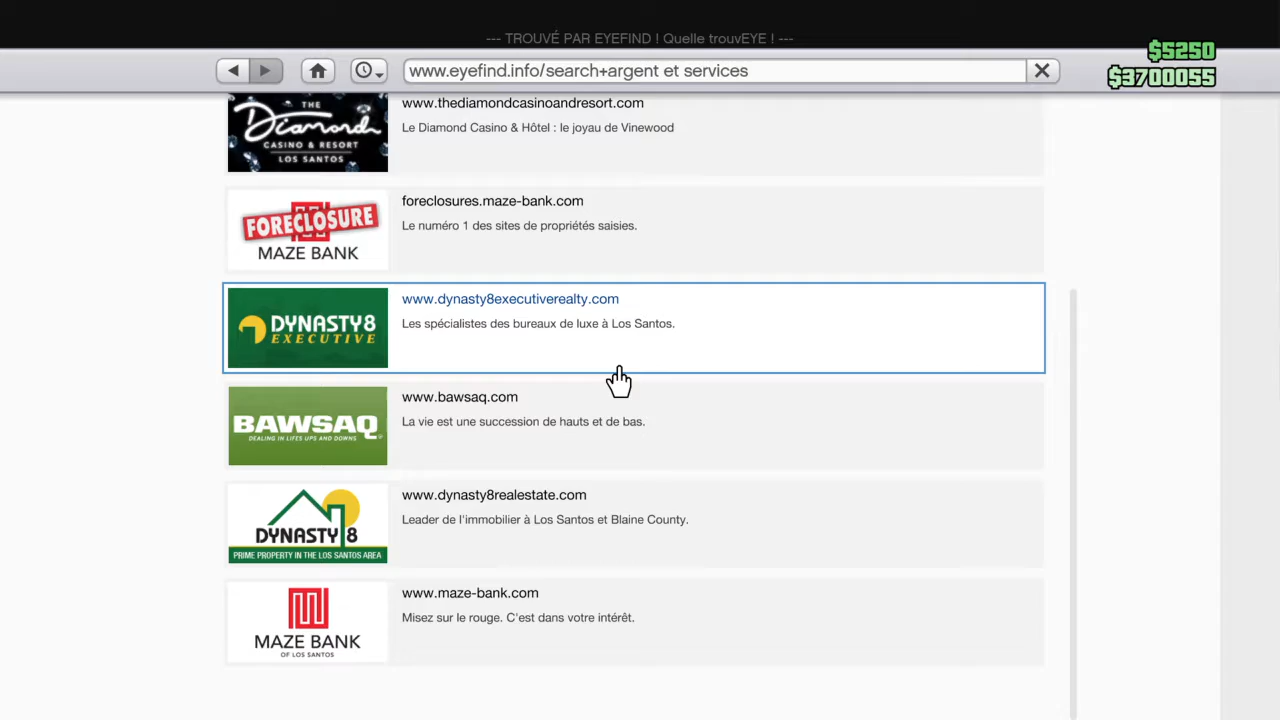 --- TROUVÉ PAR EYEFIND ! Quelle trouvEYE ! ---
$5250
www.eyefind.info/search+argent et services
$3700055
THE
Diamond
CASINO & RESORT
LOS SANTOS
www.thediamondcasinoandresort.com
Le Diamond Casino & Hôtel : le joyau de Vinewood
FORECLOSURE
MAZE BANK
foreclosures.maze-bank.com
Le numéro 1 des sites de propriétés saisies.
DYNASTY8
EXECUTIVE
www.dynasty8executiverealty.com
Les spécialistes des bureaux de luxe à Los Santos.
BAWSAQ
DEALING IN LIFES UPS AND DOWNS
www.bawsaq.com
La vie est une succession de hauts et de bas.
DYNASTY 8
PRIME PROPERTY IN THE LOS SANTOS AREA
www.dynasty8realestate.com
Leader de l'immobilier à Los Santos et Blaine County.
MAZE BANK
OF LOS SANTOS
www.maze-bank.com
Misez sur le rouge. C'est dans votre intérêt.